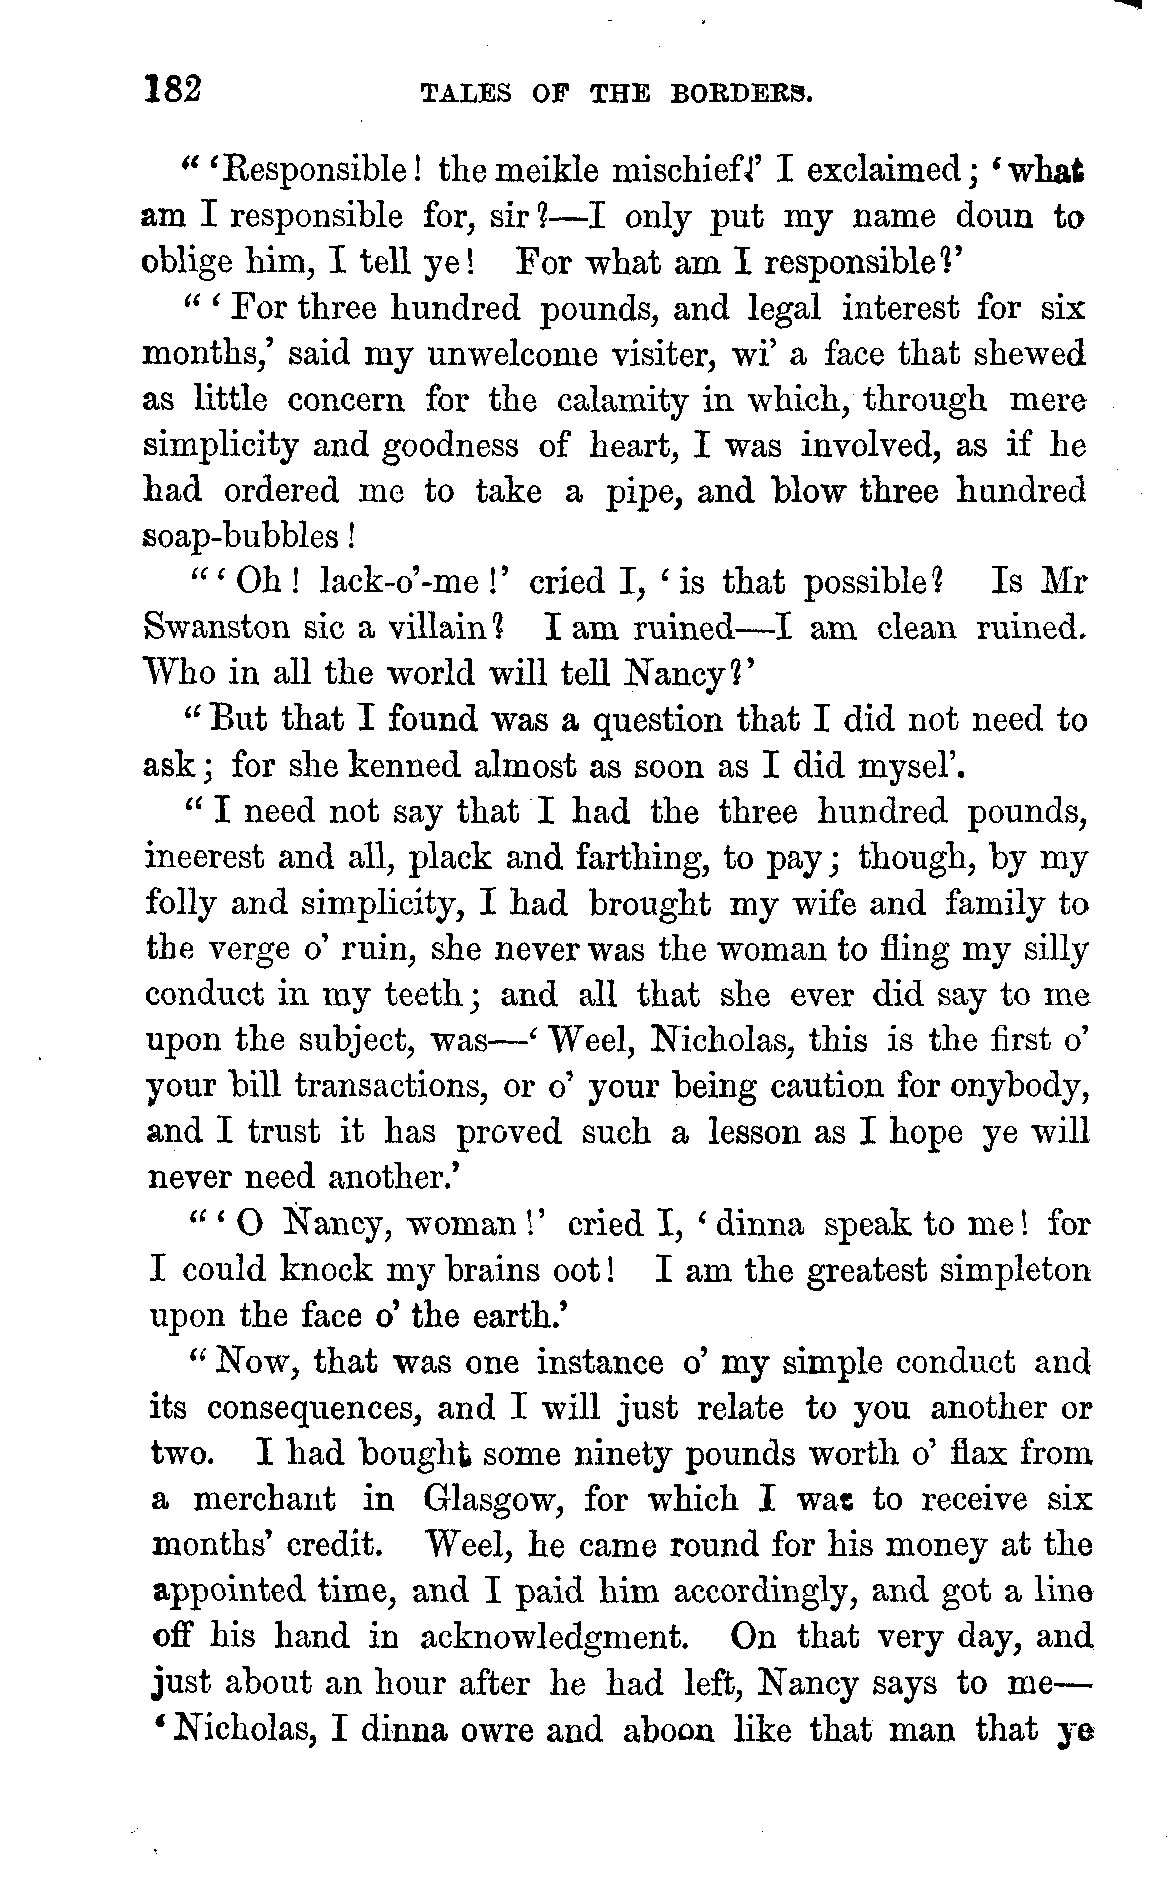 182 TALES OF THE BORDERS.
“ ‘Responsible! the meikle mischief!’ I exclaimed; ‘what
am I responsible for, sir?—I only put my name doun to
oblige him, I tell ye! For what am I responsible?’
“ ‘For three hundred pounds, and legal interest for six
months,’ said my unwelcome visiter, wi’ a face that shewed
as little concern for the calamity in which, through mere
simplicity and goodness of heart, I was involved, as if he
had ordered me to take a pipe, and blow three hundred
soap-bubbles!
“ ‘Oh! lack-o’-me!’ cried I, ‘is that possible? Is Mr
Swanston sic a villain? I am ruined—I am clean ruined.
Who in all the world will tell Nancy?’
“But that I found was a question that I did not need to
ask; for she kenned almost as soon as I did mysel’.
“I need not say that I had the three hundred pounds,
ineerest and all, plack and farthing, to pay; though, by my
folly and simplicity, I had brought my wife and family to
the verge o’ ruin, she never was the woman to fling my silly
conduct in my teeth; and all that she ever did say to me
upon the subject, was—‘Weel, Nicholas, this is the first o’
your bill transactions, or o’ your being caution for onybody,
and I trust it has proved such a lesson as I hope ye will
never need another.’
“ ‘O Nancy, woman!’ cried I, ‘dinna speak to me! for
I could knock my brains oot! I am the greatest simpleton
upon the face o’ the earth.’
“Now, that was one instance o’ my simple conduct and
its consequences, and I will just relate to you another or
two. I had bought some ninety pounds worth o’ flax from
a merchant in Glasgow, for which I was to receive six
months’ credit. Weel, he came round for his money at the
appointed time, and I paid him accordingly, and got a line
off his hand in acknowledgment. On that very day, and
just about an hour after he had left, Nancy says to me—
‘Nicholas, I dinna owre and aboon like that man that ye